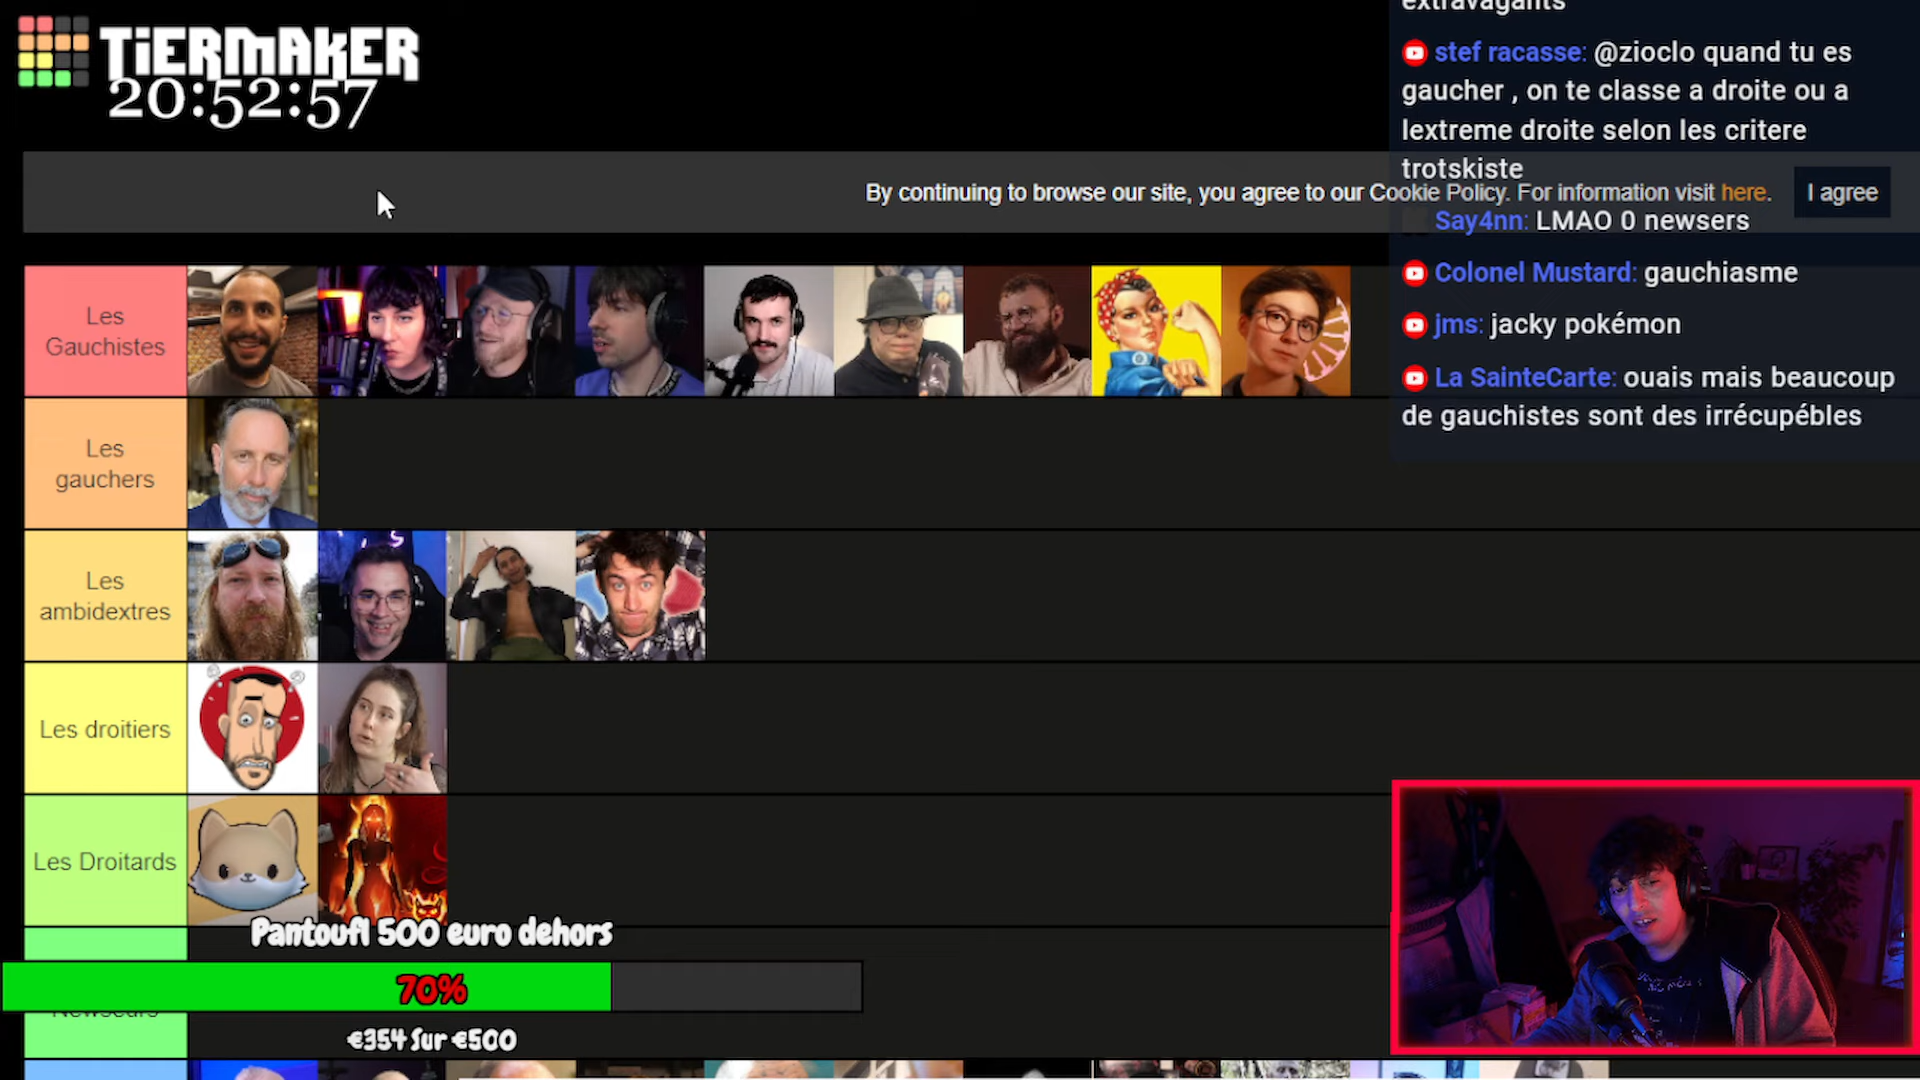 TiERMAKER
20:52:57
extravagants
stef racasse: @zioclo quand tu es
gaucher , on te classe a droite ou a
lextreme droite selon les critere
trotskiste
By continuing to browse our site, you agree to our Cookie Policy. For information visit here.
I agree
Say4nn: LMAO 0 newsers
Colonel Mustard: gauchiasme
jms: jacky pokémon
La SainteCarte: ouais mais beaucoup
de gauchistes sont des irrécupébles
Les
Gauchistes
Les
gauchers
Les
ambidextres
Les droitiers
Les Droitards
Pantoufl 500 euro dehors
70%
Newseurs
€354 Sur €500